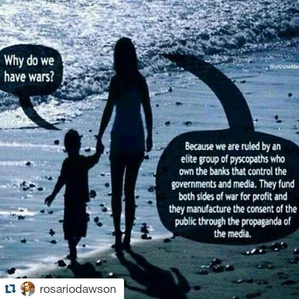 WeKnowMe
Why do we
have wars?
Because we are ruled by an
elite group of pyscopaths who
own the banks that control the
governments and media. They fund
both sides of war for profit and
they manufacture the consent of the
public through the propaganda of
the media.
rosariodawson